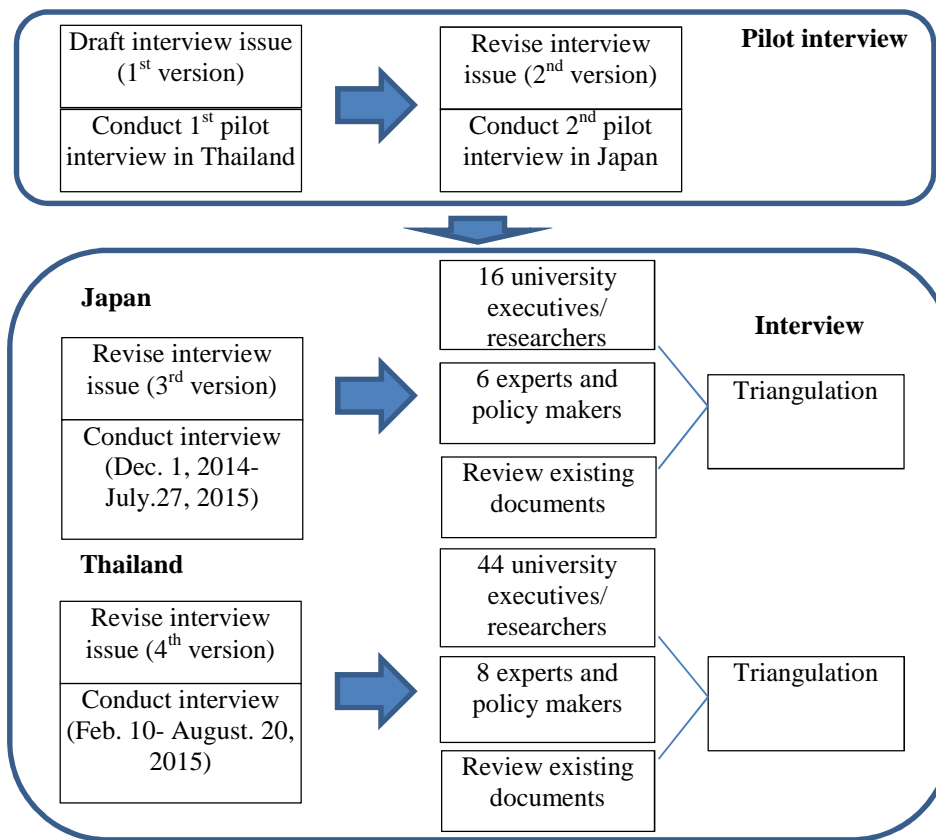 Draft interview issue
(1st version)
Conduct 1st pilot
interview in Thailand
Revise interview
issue (2nd version)
Conduct 2nd pilot
interview in Japan
Pilot interview
Japan
Revise interview
issue (3rd version)
Conduct interview
(Dec. 1, 2014-
July.27, 2015)
16 university
executives/
researchers
6 experts and
policy makers
Review existing
documents
Interview
Triangulation
Thailand
Revise interview
issue (4th version)
Conduct interview
(Feb. 10- August. 20,
2015)
44 university
executives/
researchers
8 experts and
policy makers
Review existing
documents
Triangulation